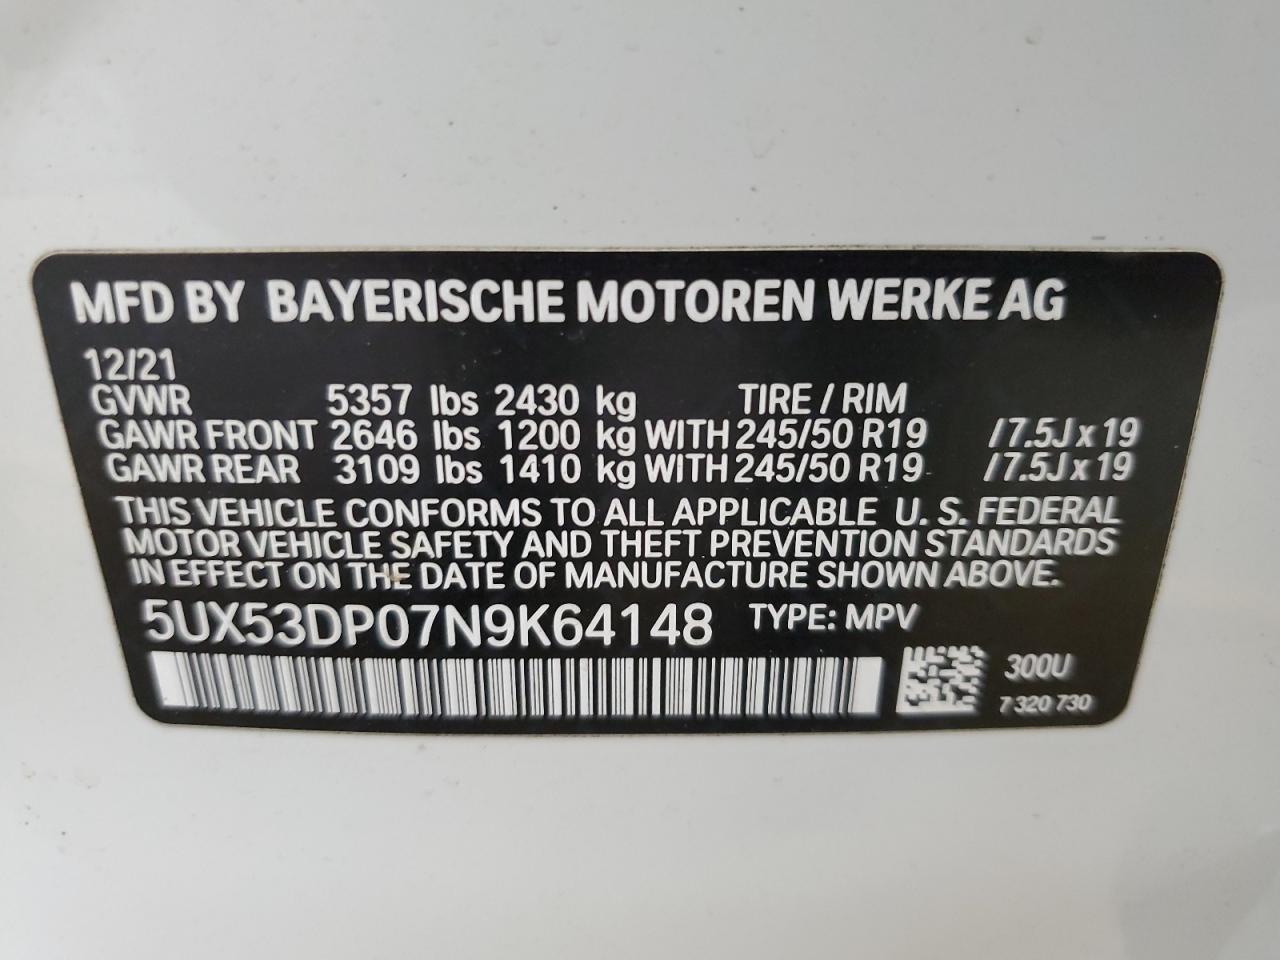 MFD BY BAYERISCHE MOTOREN WERKE AG
12/21
GVWR 5357 lbs 2430 kg TIRE / RIM
GAWR FRONT 2646 lbs 1200 kg WITH 245/50 R19 / 7.5J x 19
GAWR REAR 3109 lbs 1410 kg WITH 245/50 R19 / 7.5J x 19
THIS VEHICLE CONFORMS TO ALL APPLICABLE U. S. FEDERAL
MOTOR VEHICLE SAFETY AND THEFT PREVENTION STANDARDS
IN EFFECT ON THE DATE OF MANUFACTURE SHOWN ABOVE.
5UX53DP07N9K64148 TYPE: MPV
300U
7 320 730